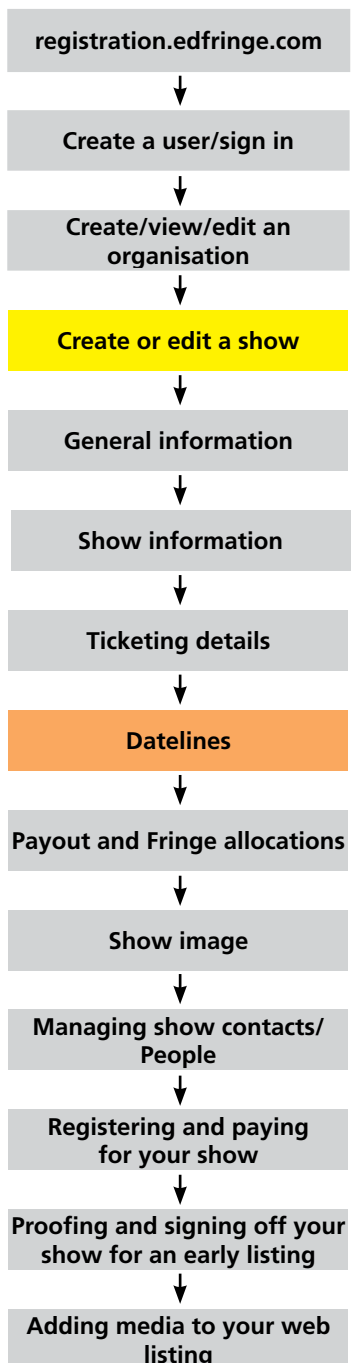 registration.edfringe.com
Create a user/sign in
Create/view/edit an
organisation
Create or edit a show
General information
Show information
Ticketing details
Datelines
Payout and Fringe allocations
Show image
Managing show contacts/
People
Registering and paying
for your show
Proofing and signing off your
show for an early listing
Adding media to your web
listing